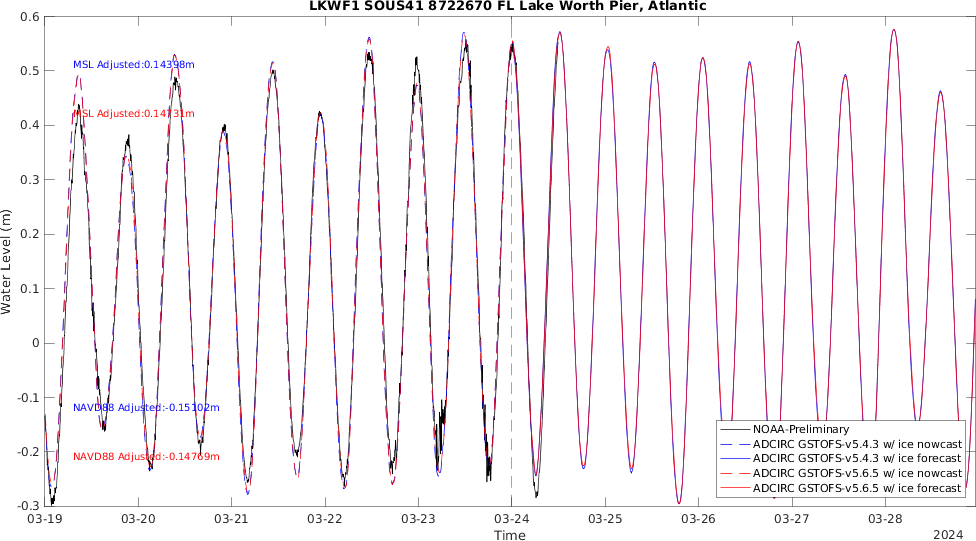 LKWF1 SOUS41 8722670 FL Lake Worth Pier, Atlantic
0.6
0.5
0.4
0.3
0.2
0.1
0
-0.1
-0.2
-0.3
Water Level (m)
MSL Adjusted:0.14398m
MSL Adjusted:0.14731m
NAVD88 Adjusted:-0.15102m
NAVD88 Adjusted:-0.14769m
NOAA-Preliminary
ADCIRC GSTOFS-v5.4.3 w/ ice nowcast
ADCIRC GSTOFS-v5.4.3 w/ ice forecast
ADCIRC GSTOFS-v5.6.5 w/ ice nowcast
ADCIRC GSTOFS-v5.6.5 w/ ice forecast
03-19 03-20 03-21 03-22 03-23 03-24 03-25 03-26 03-27 03-28
Time
2024